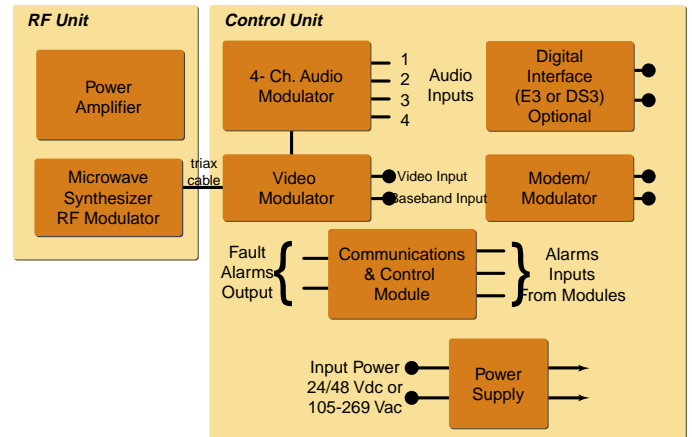 RF Unit
Control Unit
Power
Amplifier
Microwave
Synthesizer
RF Modulator
triax
cable
4- Ch. Audio
Modulator
1
2
3
4
Audio
Inputs
Digital
Interface
(E3 or DS3)
Optional
Video
Modulator
Video Input
Baseband Input
Modem/
Modulator
Fault
Alarms
Output
Communications
& Control
Module
Alarms
Inputs
From Modules
Input Power
24/48 Vdc or
105-269 Vac
Power
Supply